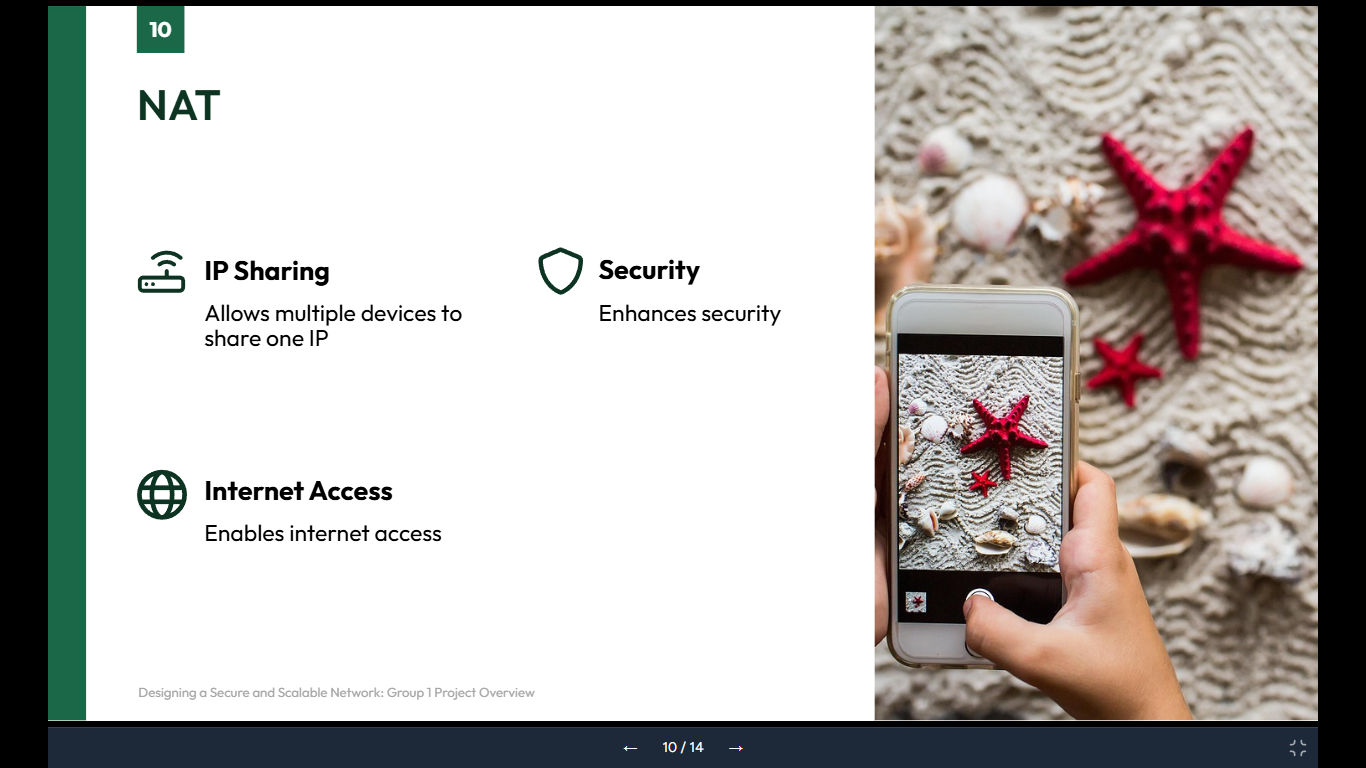 10
NAT
IP Sharing
Allows multiple devices to
share one IP
Security
Enhances security
Internet Access
Enables internet access
Designing a Secure and Scalable Network: Group 1 Project Overview
← 10 / 14 →